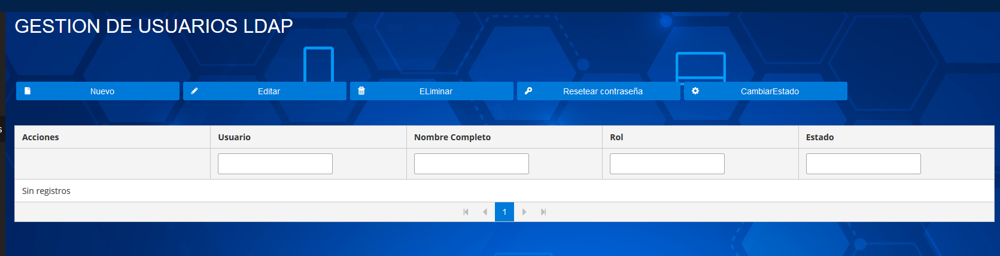 GESTION DE USUARIOS LDAP
Nuevo Editar ELiminar Resetear contraseña CambiarEstado
s
Acciones Usuario Nombre Completo Rol Estado
Sin registros
1